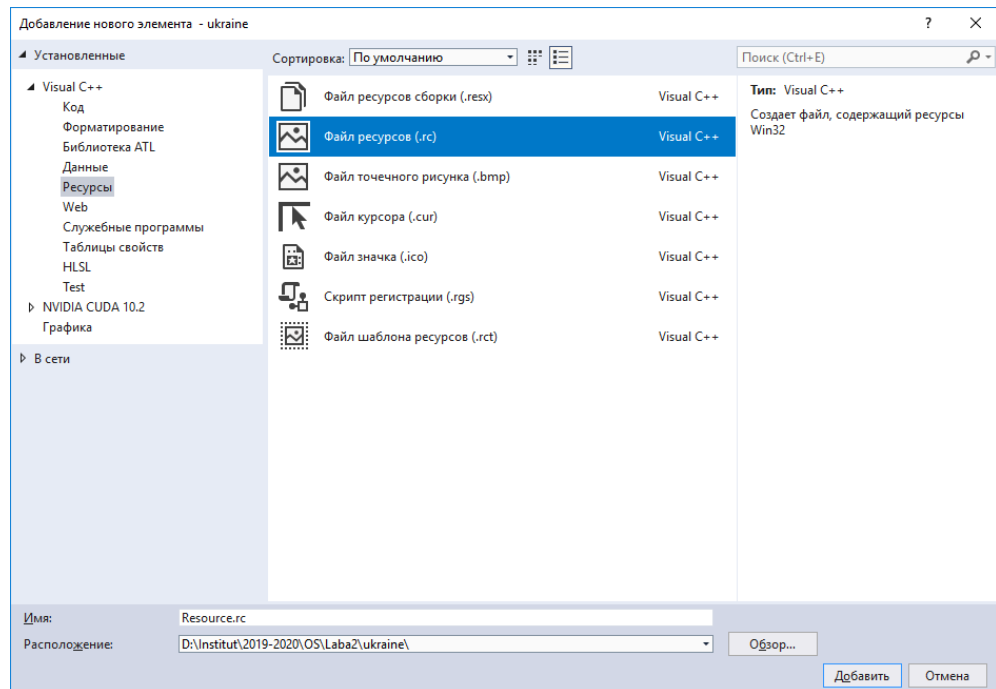 Добавление нового элемента - ukraine
? ×
Установленные
Сортировка: По умолчанию
Поиск (Ctrl+E)
Visual C++
Код
Форматирование
Библиотека ATL
Данные
Ресурсы
Web
Служебные программы
Таблицы свойств
HLSL
Test
NVIDIA CUDA 10.2
Графика
В сети
Файл ресурсов сборки (.resx) Visual C++
Файл ресурсов (.rc) Visual C++
Файл точечного рисунка (.bmp) Visual C++
Файл курсора (.cur) Visual C++
Файл значка (.ico) Visual C++
Скрипт регистрации (.rgs) Visual C++
Файл шаблона ресурсов (.rct) Visual C++
Тип: Visual C++
Создает файл, содержащий ресурсы
Win32
Имя: Resource.rc
Расположение: D:\Institut\2019-2020\OS\Laba2\ukraine\
Обзор...
Добавить Отмена